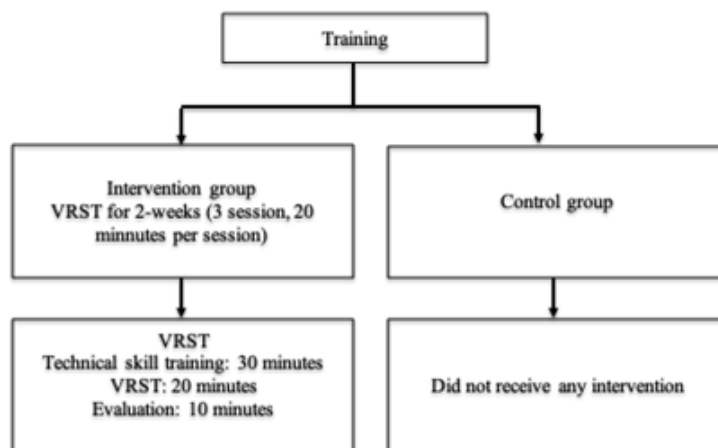 Training
Intervention group
VRST for 2-weeks (3 session, 20
minnutes per session)
Control group
VRST
Technical skill training: 30 minutes
VRST: 20 minutes
Evaluation: 10 minutes
Did not receive any intervention